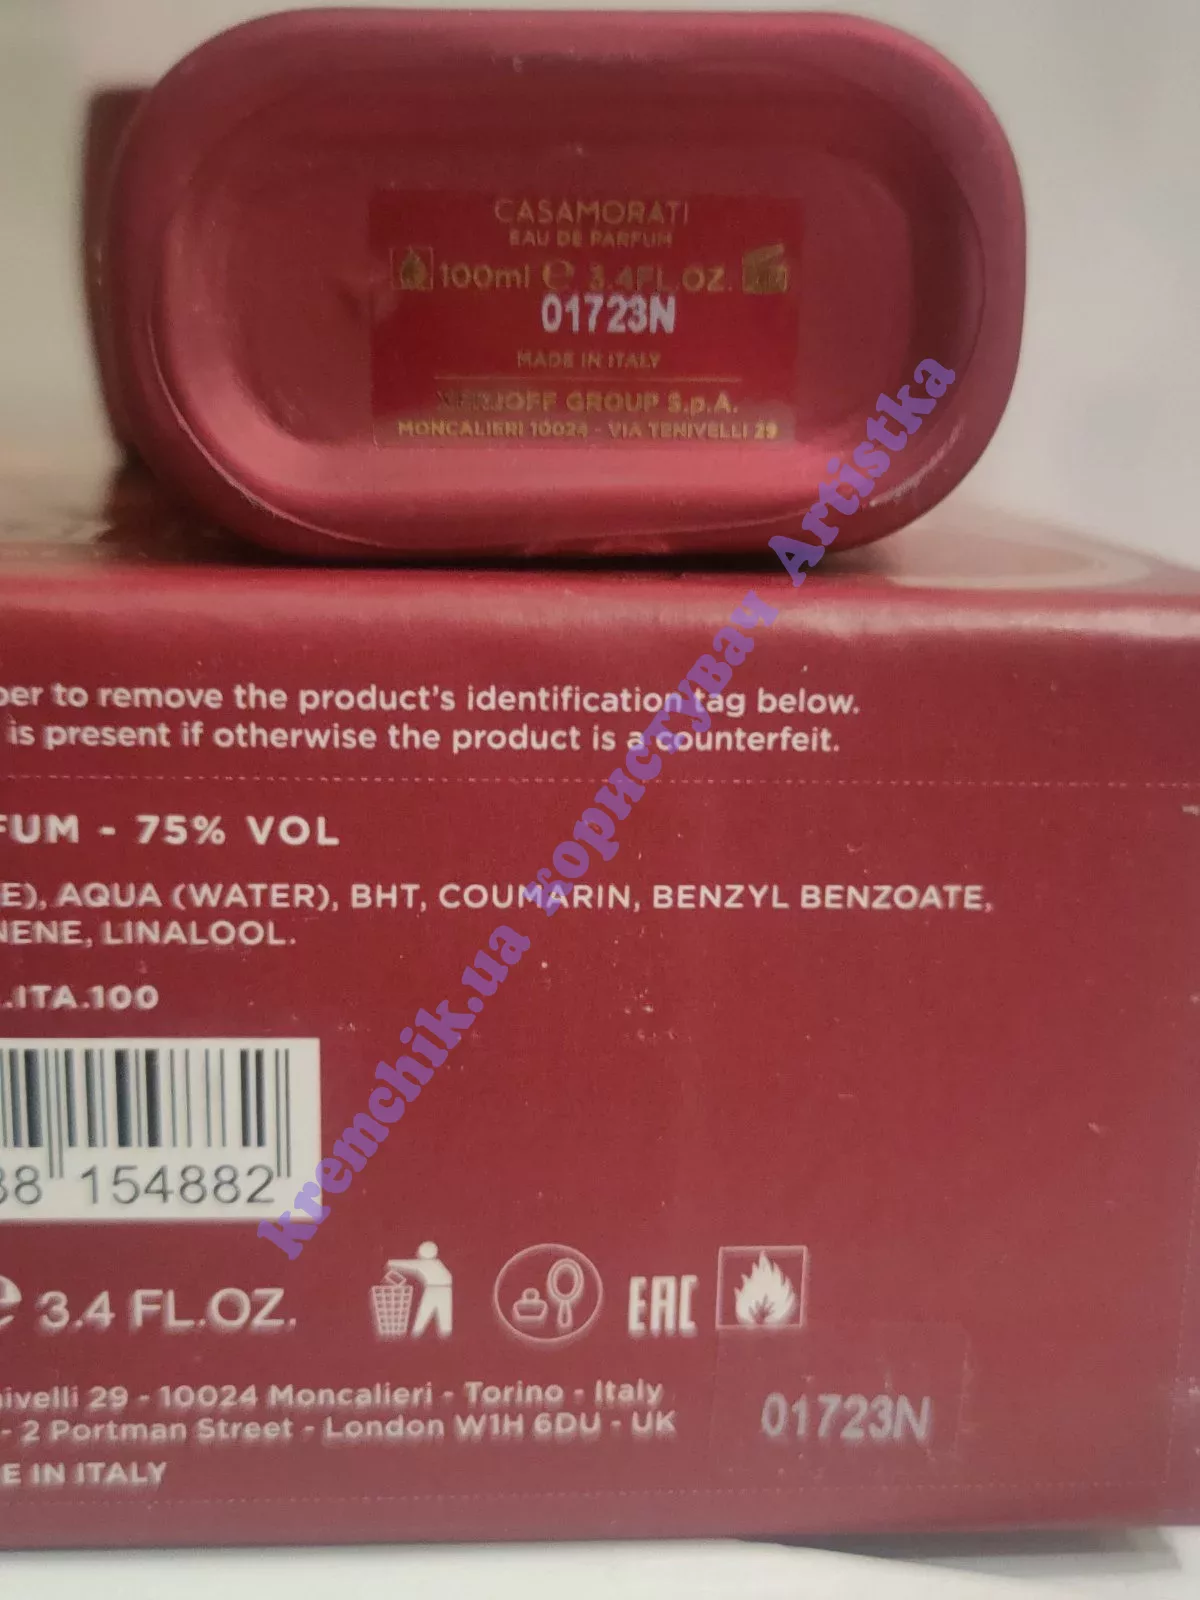 CASAMORATI
EAU DE PARFUM
100ml ℮ 3.4FL.OZ.
01723N
MADE IN ITALY
XERJOFF GROUP S.p.A.
MONCALIERI 10024 - VIA TENIVELLI 29
per to remove the product's identification tag below.
is present if otherwise the product is a counterfeit.
FUM - 75% VOL
E), AQUA (WATER), BHT, COUMARIN, BENZYL BENZOATE,
NENE, LINALOOL.
.ITA.100
38 154882
℮ 3.4 FL.OZ.
EAC
nivelli 29 - 10024 Moncalieri - Torino - Italy
- 2 Portman Street - London W1H 6DU - UK
01723N
E IN ITALY
kremchik.ua користувач Artistka